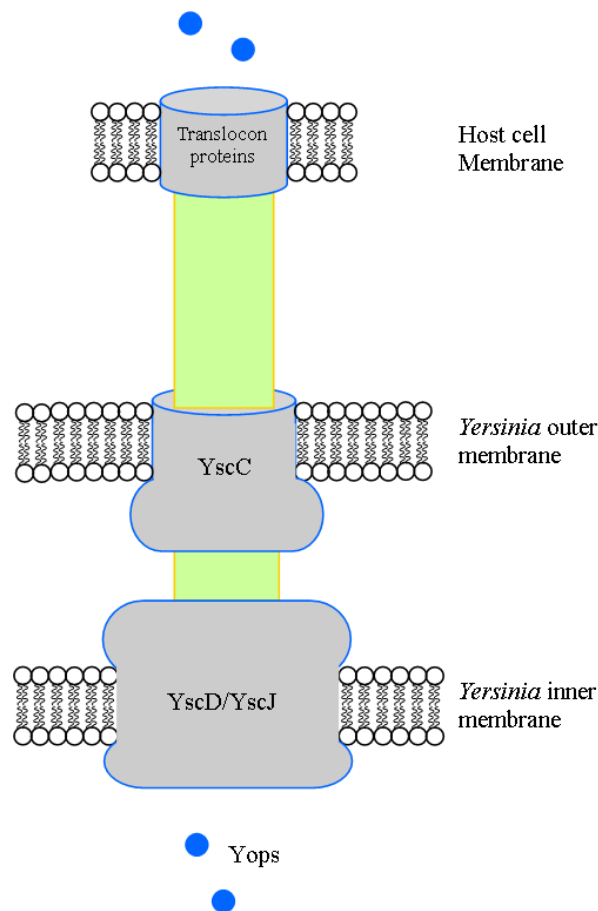 Translocon
proteins
Host cell
Membrane
Yersinia outer
membrane
YscC
Yersinia inner
membrane
YscD/YscJ
Yops